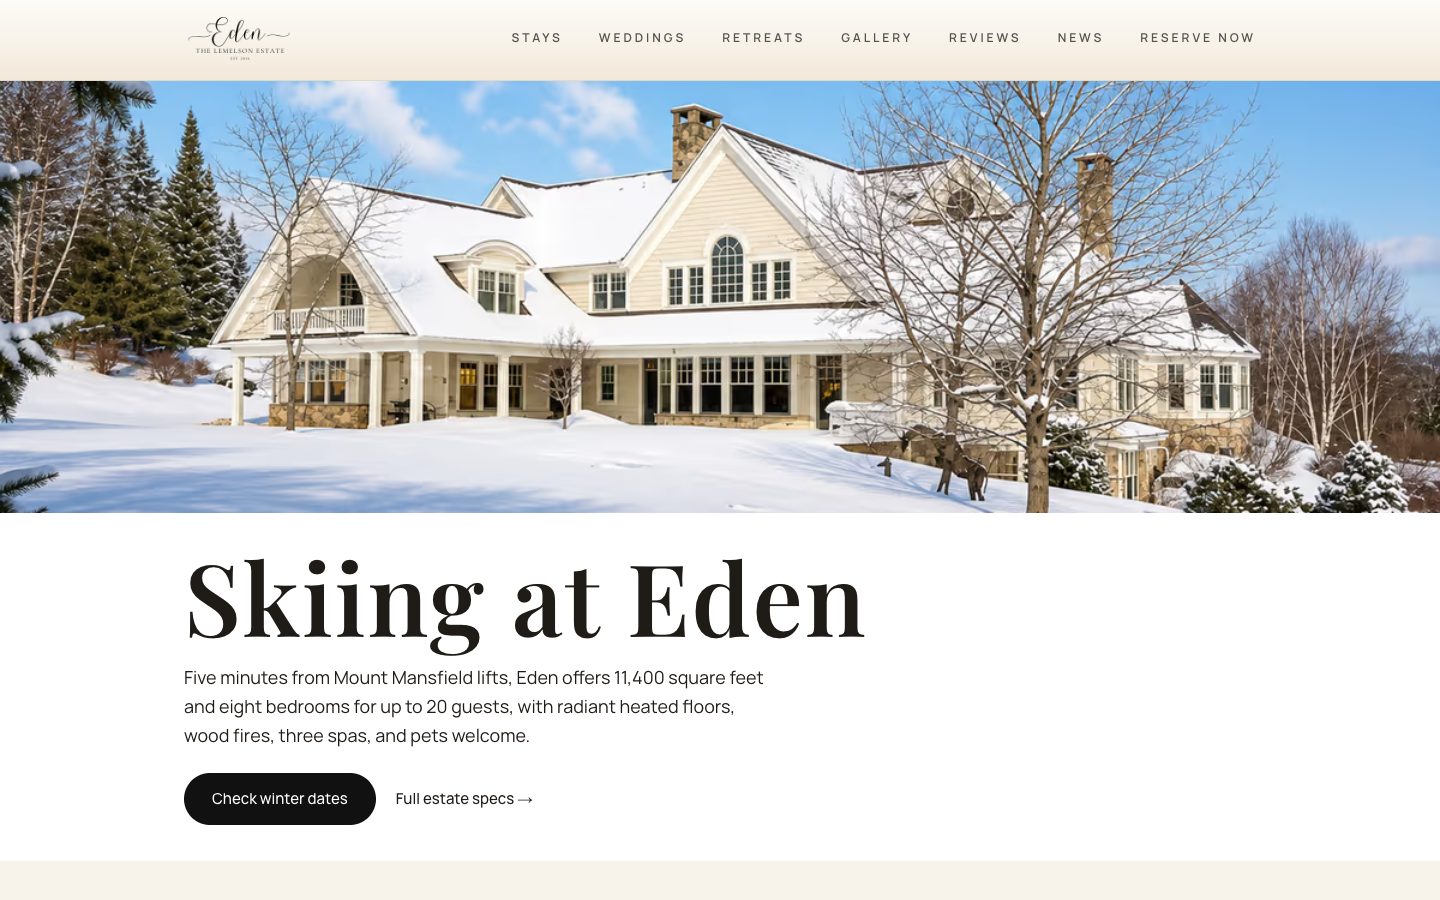 Eden
THE LEMELSON ESTATE
STAYS
WEDDINGS
RETREATS
GALLERY
REVIEWS
NEWS
RESERVE NOW
Skiing at Eden
Five minutes from Mount Mansfield lifts, Eden offers 11,400 square feet
and eight bedrooms for up to 20 guests, with radiant heated floors,
wood fires, three spas, and pets welcome.
Check winter dates
Full estate specs →